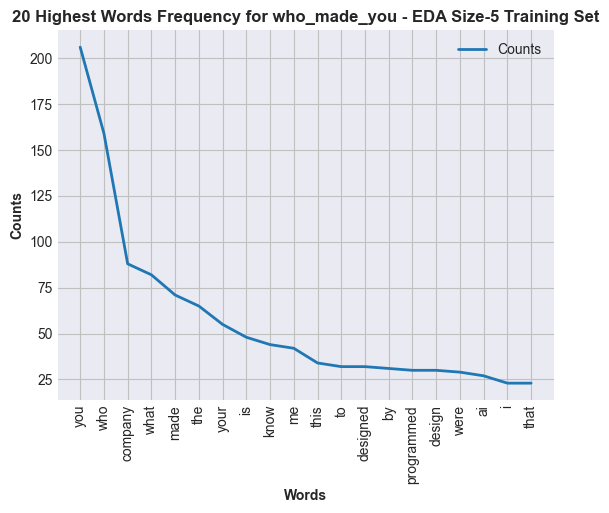 20 Highest Words Frequency for who_made_you - EDA Size-5 Training Set
Counts
200
175
150
125
100
75
50
25
Counts
you
who
company
what
made
the
your
is
know
me
this
to
designed
by
programmed
design
were
ai
i
that
Words